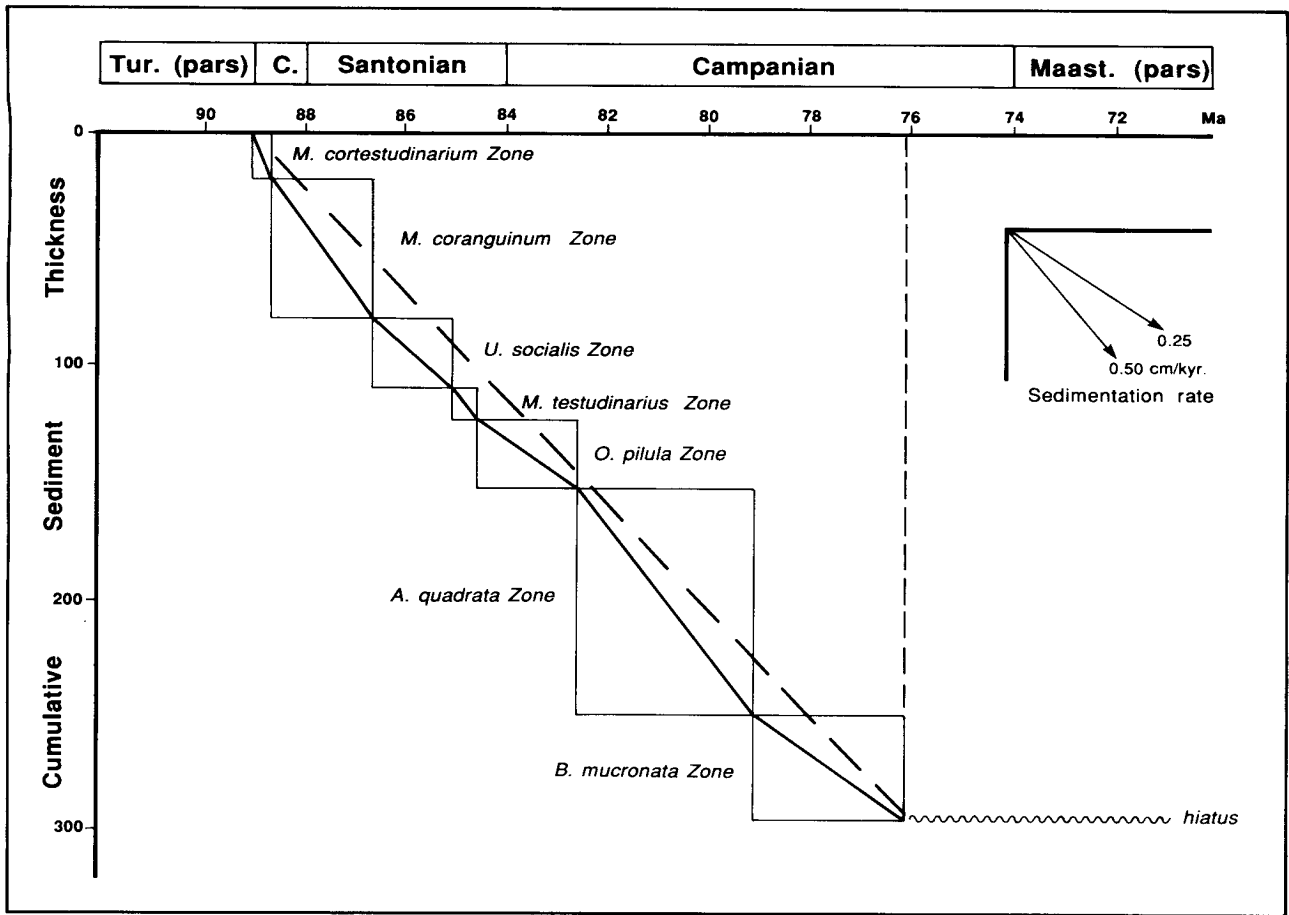 Tur. (pars) C. Santonian Campanian Maast. (pars)
90 88 86 84 82 80 78 76 74 72 Ma
0
100
200
300
Cumulative Sediment Thickness
M. cortestudinarium Zone
M. coranguinum Zone
U. socialis Zone
M. testudinarius Zone
O. pilula Zone
A. quadrata Zone
B. mucronata Zone
0.25
0.50 cm/kyr.
Sedimentation rate
hiatus